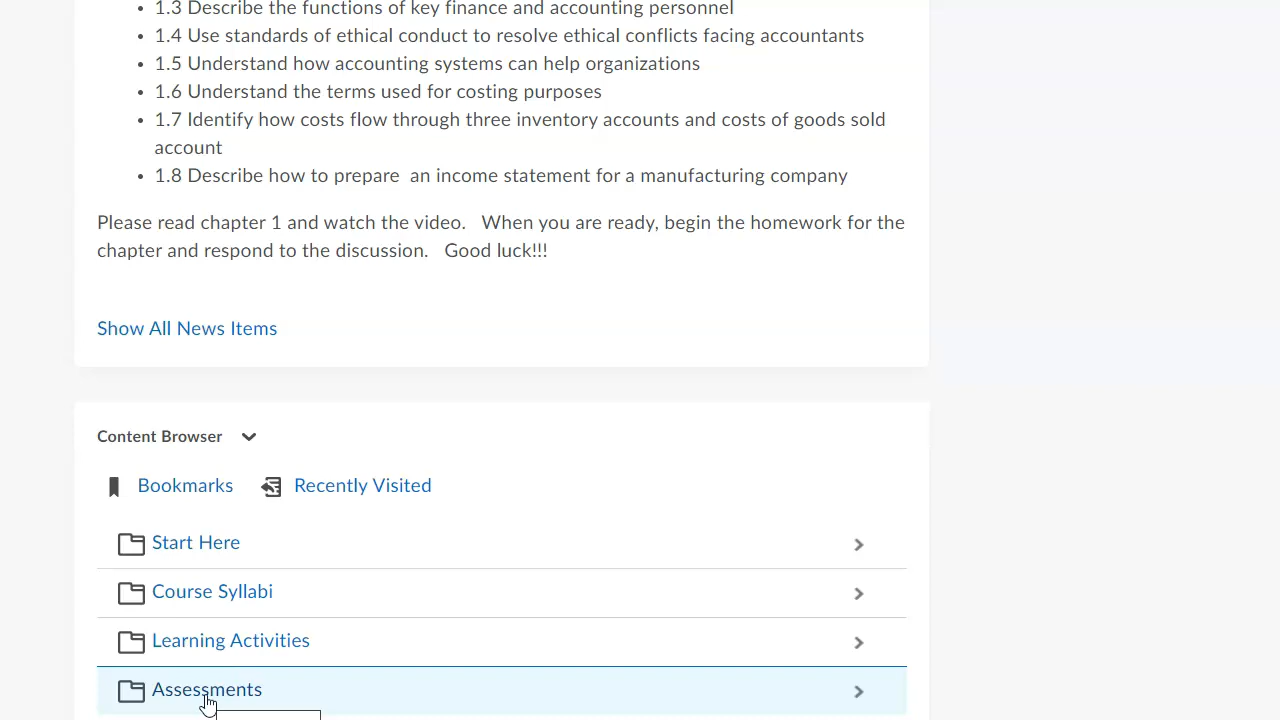 1.3 Describe the functions of key finance and accounting personnel
1.4 Use standards of ethical conduct to resolve ethical conflicts facing accountants
1.5 Understand how accounting systems can help organizations
1.6 Understand the terms used for costing purposes
1.7 Identify how costs flow through three inventory accounts and costs of goods sold
account
1.8 Describe how to prepare  an income statement for a manufacturing company
Please read chapter 1 and watch the video.   When you are ready, begin the homework for the
chapter and respond to the discussion.   Good luck!!!
Show All News Items
Content Browser
Bookmarks
Recently Visited
Start Here
Course Syllabi
Learning Activities
Assessments